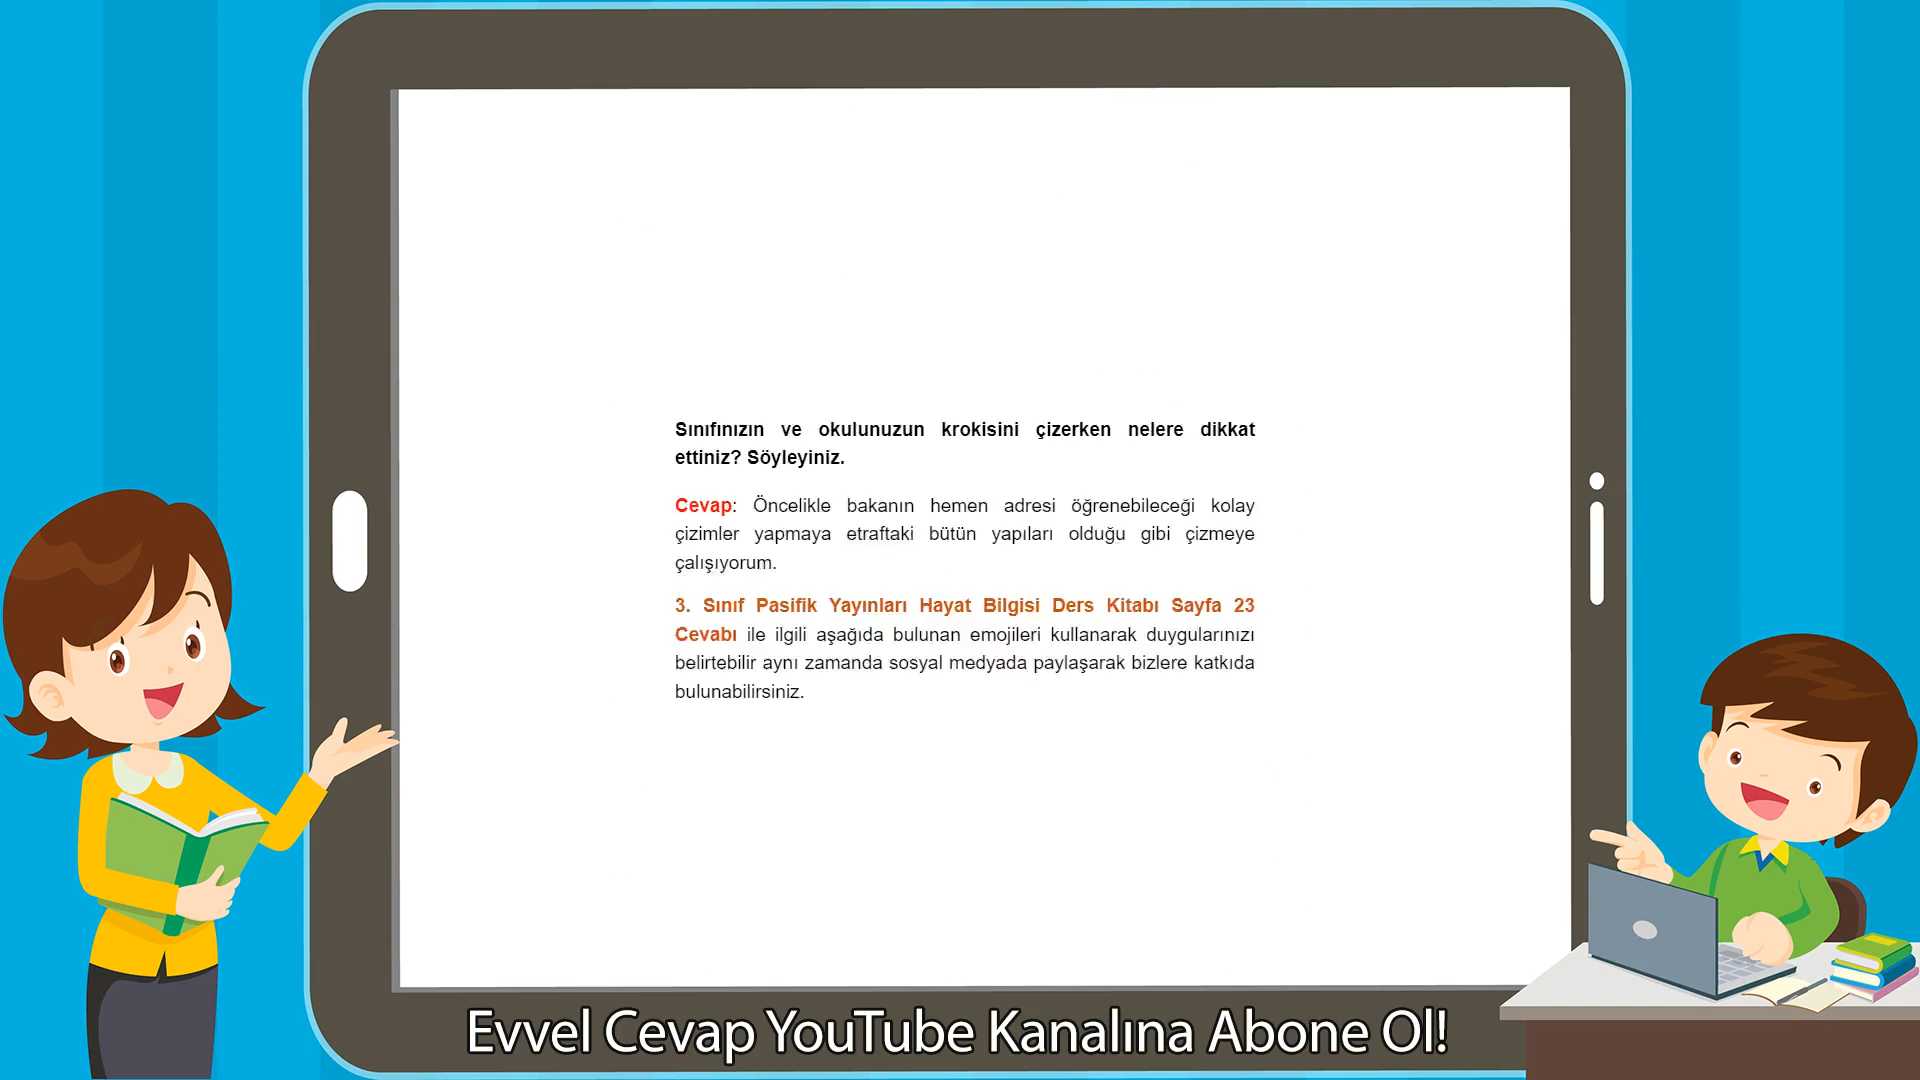 Sınıfınızın ve okulunuzun krokisini çizerken nelere dikkat
ettiniz? Söyleyiniz.
Cevap: Öncelikle bakanın hemen adresi öğrenebileceği kolay
çizimler yapmaya etraftaki bütün yapıları olduğu gibi çizmeye
çalışıyorum.
3. Sınıf Pasifik Yayınları Hayat Bilgisi Ders Kitabı Sayfa 23
Cevabı ile ilgili aşağıda bulunan emojileri kullanarak duygularınızı
belirtebilir aynı zamanda sosyal medyada paylaşarak bizlere katkıda
bulunabilirsiniz.
Evvel Cevap YouTube Kanalına Abone Ol!